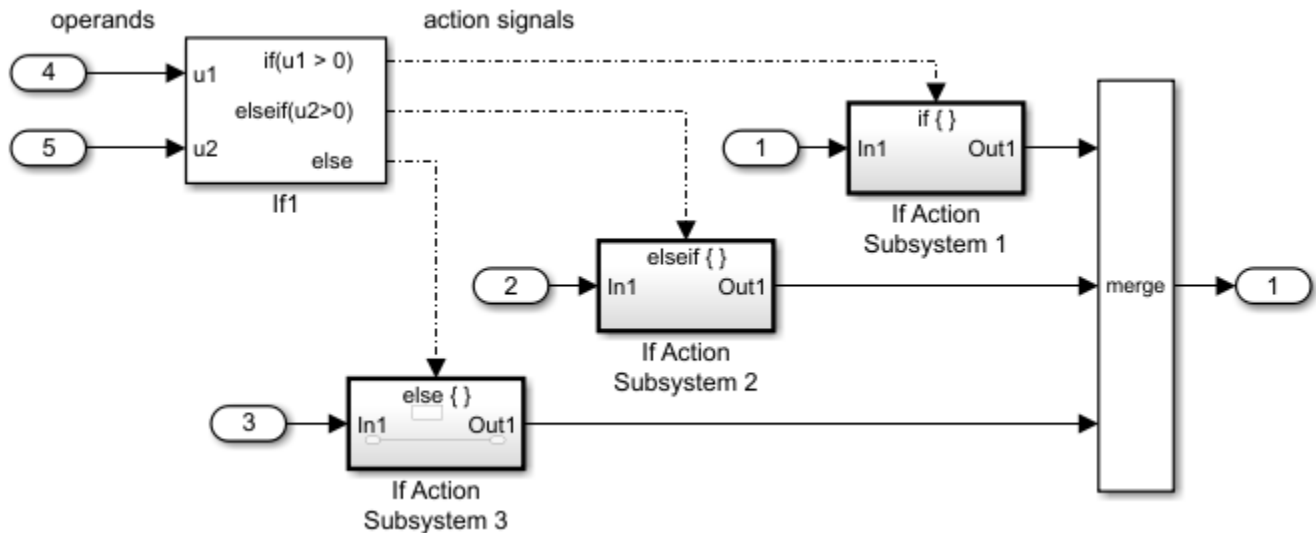 operands
action signals
4
u1
if(u1 > 0)
elseif(u2>0)
5
u2
else
If1
if { }
1
In1
Out1
If Action
Subsystem 1
elseif { }
2
In1
Out1
merge
1
If Action
Subsystem 2
else { }
3
In1
Out1
If Action
Subsystem 3